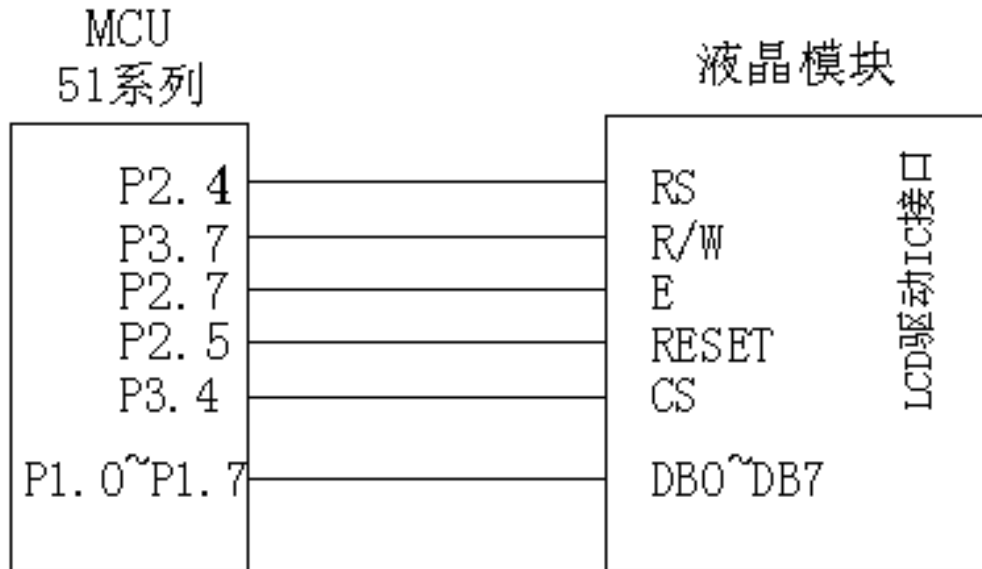 MCU
51系列
液晶模块
P2.4
RS
P3.7
R/W
P2.7
E
P2.5
RESET
P3.4
CS
P1.0~P1.7
DB0~DB7
LCD驱动IC接口